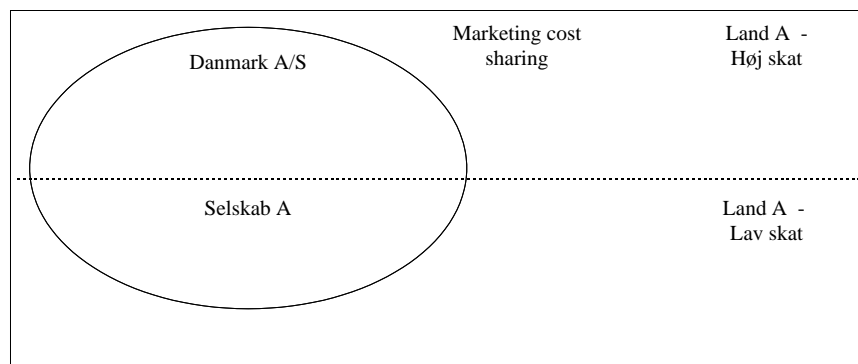 Marketing cost
sharing
Land A -
Høj skat
Danmark A/S
Selskab A
Land A -
Lav skat